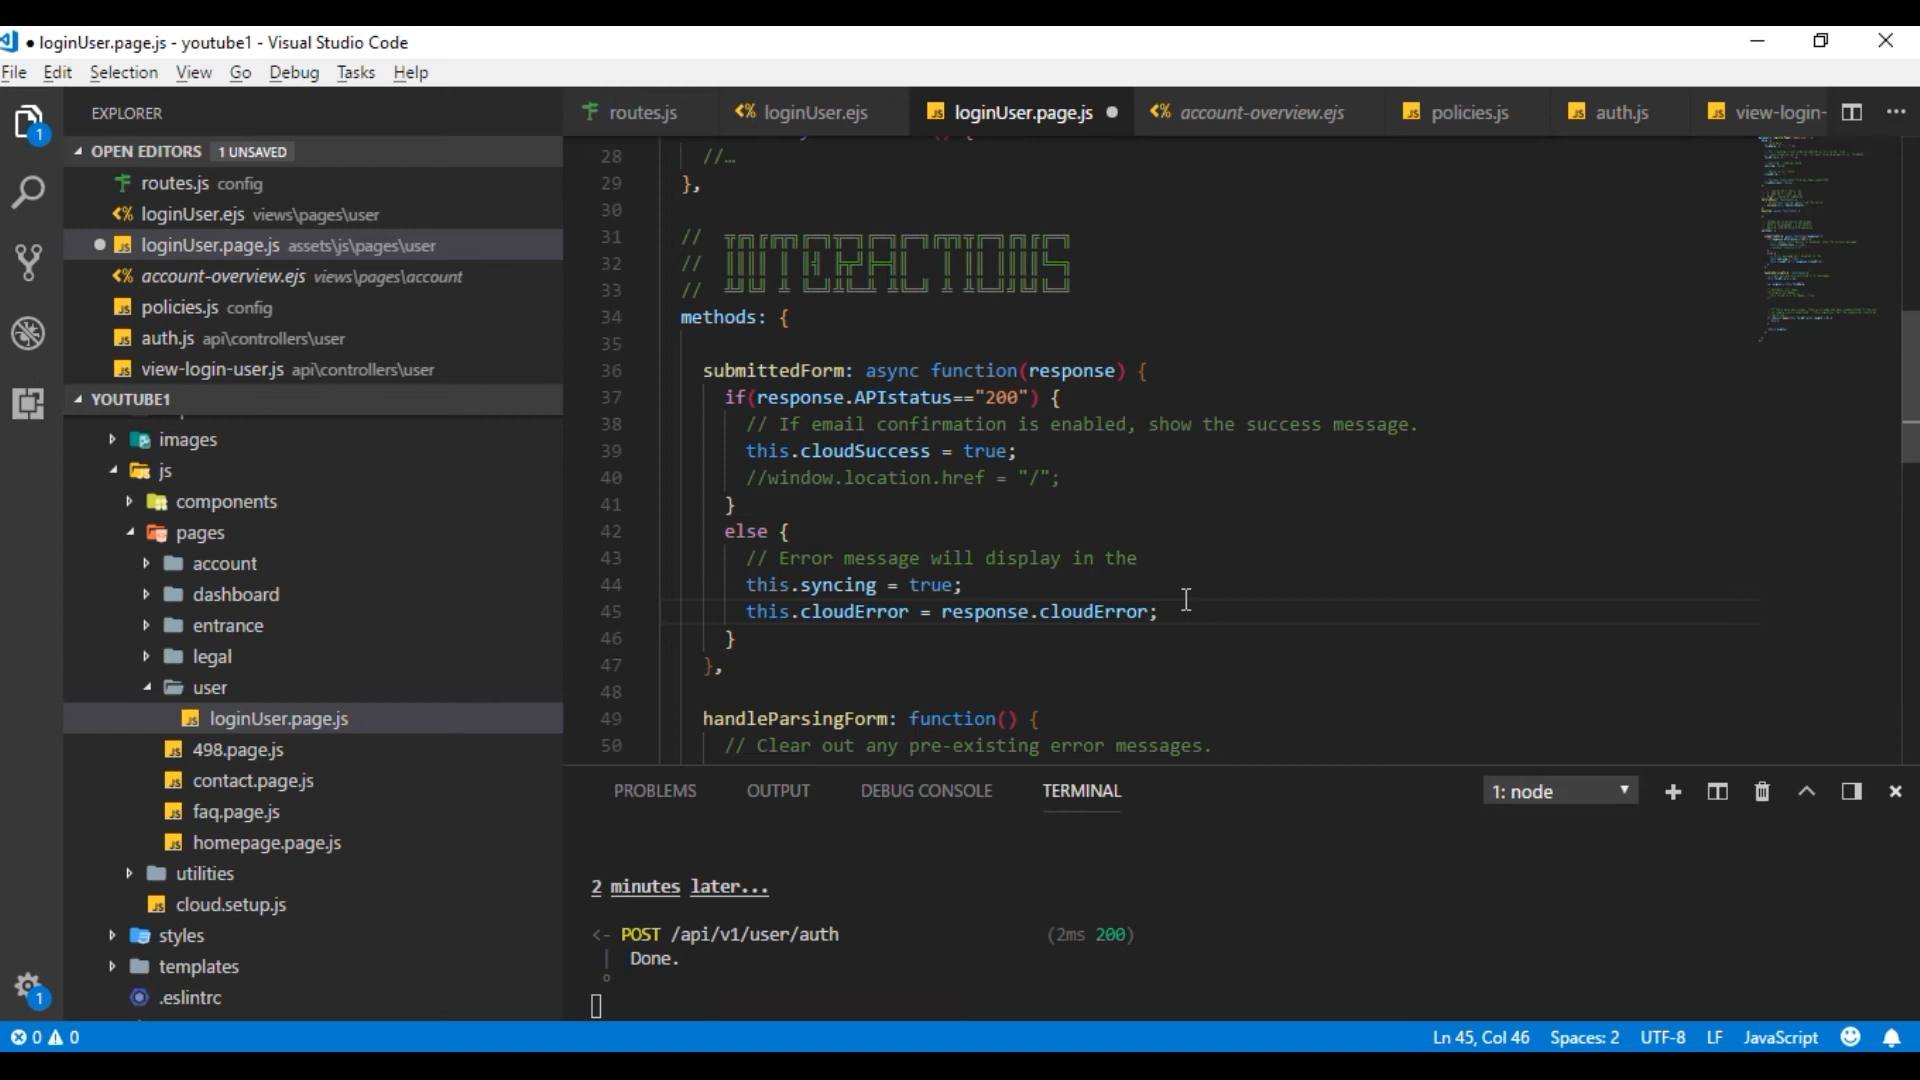 ● loginUser.page.js - youtube1 - Visual Studio Code
File Edit Selection View Go Debug Tasks Help
EXPLORER
OPEN EDITORS 1 UNSAVED
routes.js config
loginUser.ejs views\pages\user
● loginUser.page.js assets\js\pages\user
account-overview.ejs views\pages\account
policies.js config
auth.js api\controllers\user
view-login-user.js api\controllers\user
YOUTUBE1
images
js
components
pages
account
dashboard
entrance
legal
user
loginUser.page.js
498.page.js
contact.page.js
faq.page.js
homepage.page.js
utilities
cloud.setup.js
styles
templates
.eslintrc
1
1
routes.js loginUser.ejs loginUser.page.js ● account-overview.ejs policies.js auth.js view-login-
28 //…
29 },
30
31 //
32 // INTERACTIONS
33 //
34 methods: {
35
36 submittedForm: async function(response) {
37 if(response.APIstatus=="200") {
38 // If email confirmation is enabled, show the success message.
39 this.cloudSuccess = true;
40 //window.location.href = "/";
41 }
42 else {
43 // Error message will display in the
44 this.syncing = true;
45 this.cloudError = response.cloudError;
46 }
47 },
48
49 handleParsingForm: function() {
50 // Clear out any pre-existing error messages.
PROBLEMS OUTPUT DEBUG CONSOLE TERMINAL 1: node
2 minutes later...
<- POST /api/v1/user/auth (2ms 200)
| Done.
°
0 0 Ln 45, Col 46 Spaces: 2 UTF-8 LF JavaScript